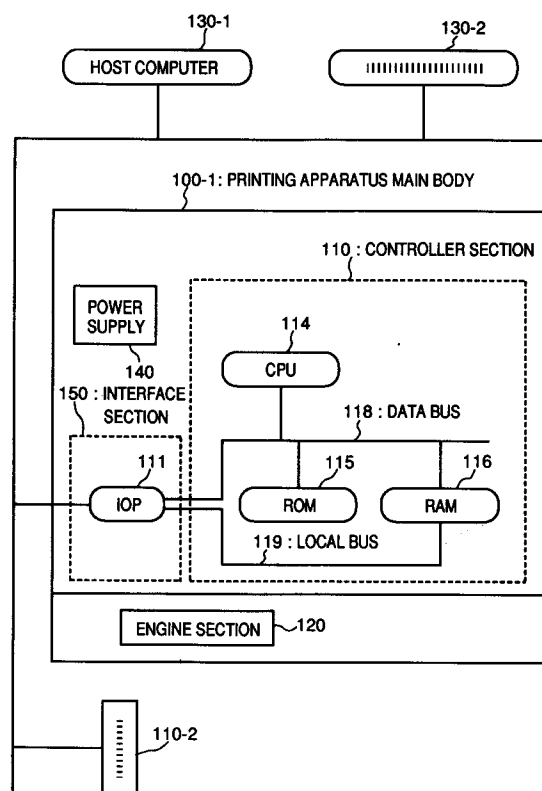 130-1
130-2
HOST COMPUTER
100-1 : PRINTING APPARATUS MAIN BODY
110 : CONTROLLER SECTION
POWER
SUPPLY
114
140
CPU
150 : INTERFACE
SECTION
118 : DATA BUS
111
115
116
IOP
ROM
RAM
119 : LOCAL BUS
ENGINE SECTION
120
110-2